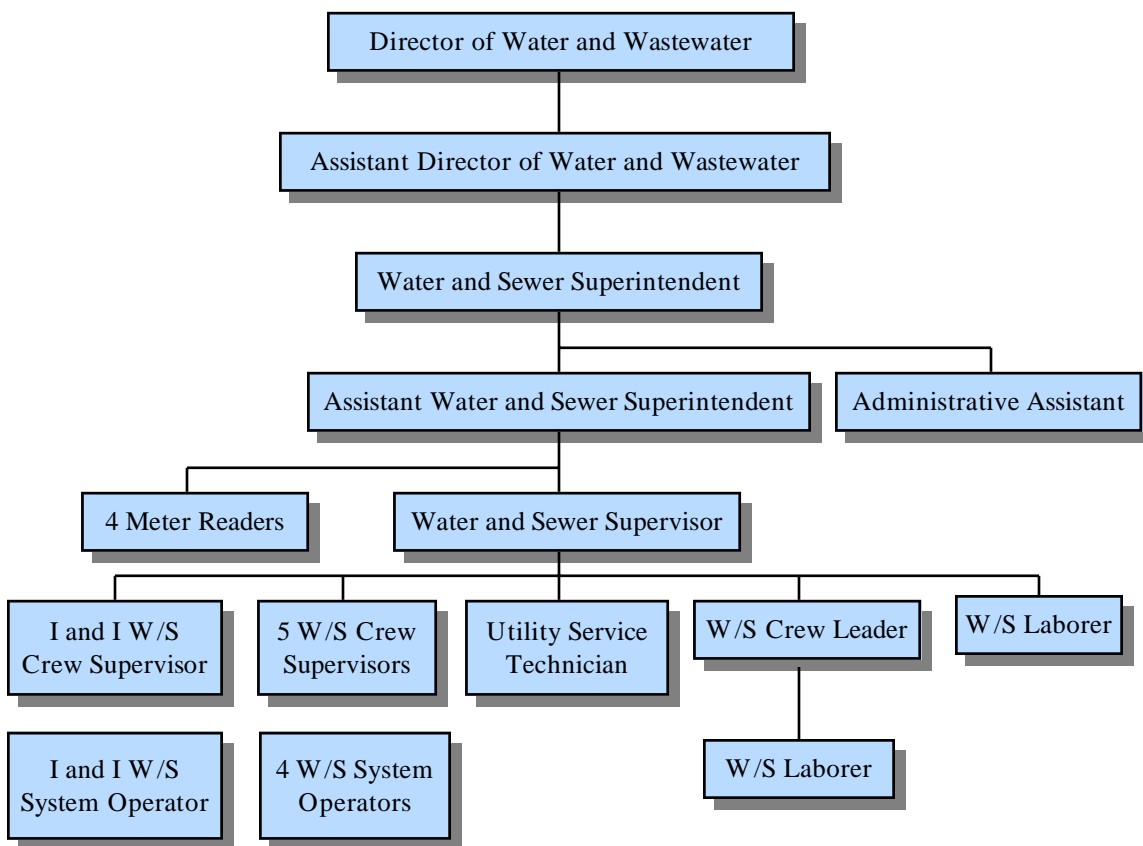 Director of Water and Wastewater
Assistant Director of Water and Wastewater
Water and Sewer Superintendent
Assistant Water and Sewer Superintendent
Administrative Assistant
4 Meter Readers
Water and Sewer Supervisor
I and I W/S
Crew Supervisor
5 W/S Crew
Supervisors
Utility Service
Technician
W/S Crew Leader
W/S Laborer
I and I W/S
System Operator
4 W/S System
Operators
W/S Laborer